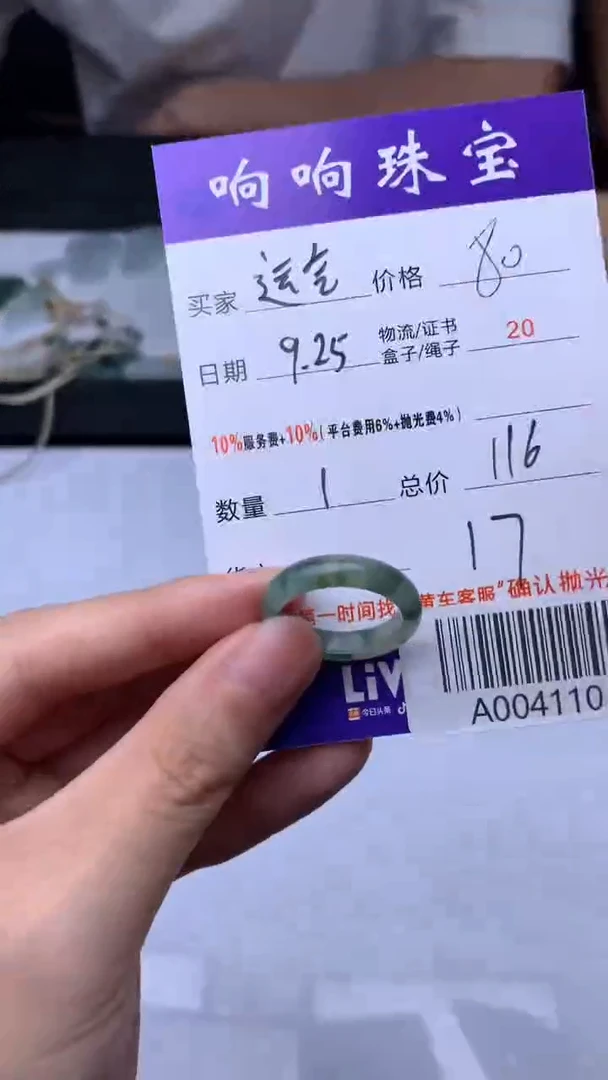 响响珠宝
买家 运气 价格 80
日期 9.25 物流/证书 盒子/绳子 20
10%服务费+10%(平台费用6%+抛光费4%)
数量 1 总价 116
17
第一时间找 黄车客服"确认抛光
LiV
今日头条
A004110